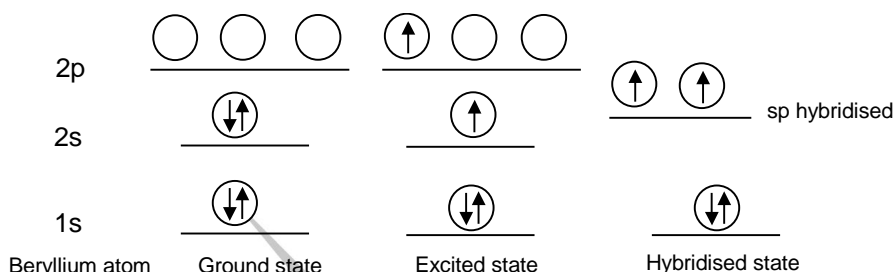 2p
sp hybridised
2s
1s
Beryllium atom Ground state Excited state Hybridised state